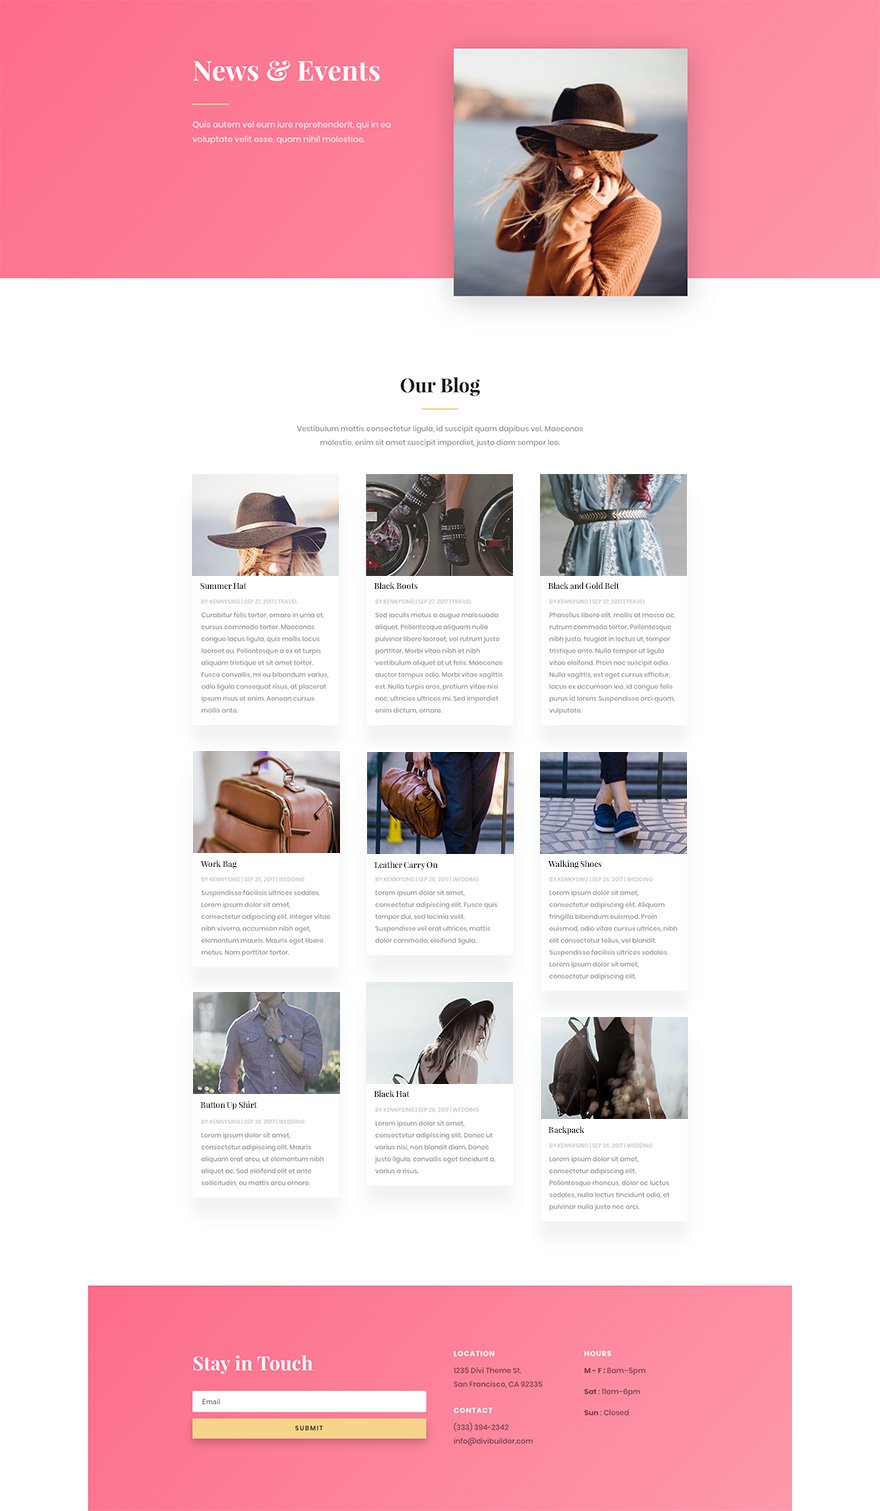 News & Events
Quis autem vel eum iure reprehenderit, qui in ea
voluptate velit esse, quam nihil molestiae.
Our Blog
Vestibulum mattis consectetur ligula, id suscipit quam dapibus vel. Maecenas
molestie, enim sit amet suscipit imperdiet, justo diam semper leo.
Summer Hat
BY KENNYSING | SEP 27, 2017 | TRAVEL
Curabitur felis tortor, ornare in urna et,
cursus commodo tortor. Maecenas
congue lacus ligula, quis mollis lacus
laoreet eu. Pellentesque a ex at turpis
aliquam tristique et sit amet tortor.
Fusce convallis, mi eu bibendum varius,
odio ligula consequat risus, at placerat
ipsum risus et enim. Aenean cursus
mollis ante.
Black Boots
BY KENNYSING | SEP 27, 2017 | TRAVEL
Sed iaculis metus a augue malesuada
aliquet. Pellentesque aliquam nulla
pulvinar libero laoreet, vel rutrum justo
porttitor. Morbi vitae nibh et nibh
vestibulum aliquet at ut felis. Maecenas
auctor tempus odio. Morbi vitae sagittis
est. Nulla turpis eros, pretium vitae nisi
nec, ultricies ultrices mi. Sed imperdiet
enim dictum, ornare.
Black and Gold Belt
BY KENNYSING | SEP 27, 2017 | TRAVEL
Phasellus libero elit, mollis at massa ac,
rutrum commodo tortor. Pellentesque
nibh justo, feugiat in lectus ut, tempor
tristique ante. Nulla tempor ut ligula
vitae eleifend. Proin nec suscipit odio.
Nulla sagittis, est eget cursus efficitur,
lacus ex accumsan leo, id congue felis
purus id lorem. Suspendisse orci quam,
vulputate.
Work Bag
BY KENNYSING | SEP 26, 2017 | WEDDING
Suspendisse facilisis ultrices sodales.
Lorem ipsum dolor sit amet,
consectetur adipiscing elit. Integer vitae
nibh viverra, accumsan nibh eget,
elementum mauris. Mauris eget libero
metus. Nam porttitor tortor.
Leather Carry On
BY KENNYSING | SEP 26, 2017 | WEDDING
Lorem ipsum dolor sit amet,
consectetur adipiscing elit. Fusce quis
tempor dui, sed lacinia velit.
Suspendisse vel erat ultrices, mattis
dolor commodo, eleifend ligula.
Walking Shoes
BY KENNYSING | SEP 26, 2017 | WEDDING
Lorem ipsum dolor sit amet,
consectetur adipiscing elit. Aliquam
fringilla bibendum euismod. Proin
euismod, odio vitae cursus ultrices, nibh
elit consectetur tellus, vel blandit.
Suspendisse facilisis ultrices sodales.
Lorem ipsum dolor sit amet,
consectetur adipiscing elit.
Button Up Shirt
BY KENNYSING | SEP 26, 2017 | WEDDING
Lorem ipsum dolor sit amet,
consectetur adipiscing elit. Mauris
aliquam erat arcu, ut elementum nibh
aliquet ac. Sed eleifend elit et ante
sollicitudin, eu mattis arcu ornare.
Black Hat
BY KENNYSING | SEP 26, 2017 | WEDDING
Lorem ipsum dolor sit amet,
consectetur adipiscing elit. Donec ut
varius nisi, non blandit diam. Donec
justo ligula, convallis eget tincidunt a,
varius a risus.
Backpack
BY KENNYSING | SEP 26, 2017 | WEDDING
Lorem ipsum dolor sit amet,
consectetur adipiscing elit.
Pellentesque rhoncus, dolor ac luctus
sodales, nulla lectus tincidunt odio, et
pulvinar nulla justo nec orci.
Stay in Touch
Email
SUBMIT
LOCATION
1235 Divi Theme St.
San Francisco, CA 92335
CONTACT
(333) 394-2342
info@divibuilder.com
HOURS
M - F : 8am-5pm
Sat : 11am-6pm
Sun : Closed